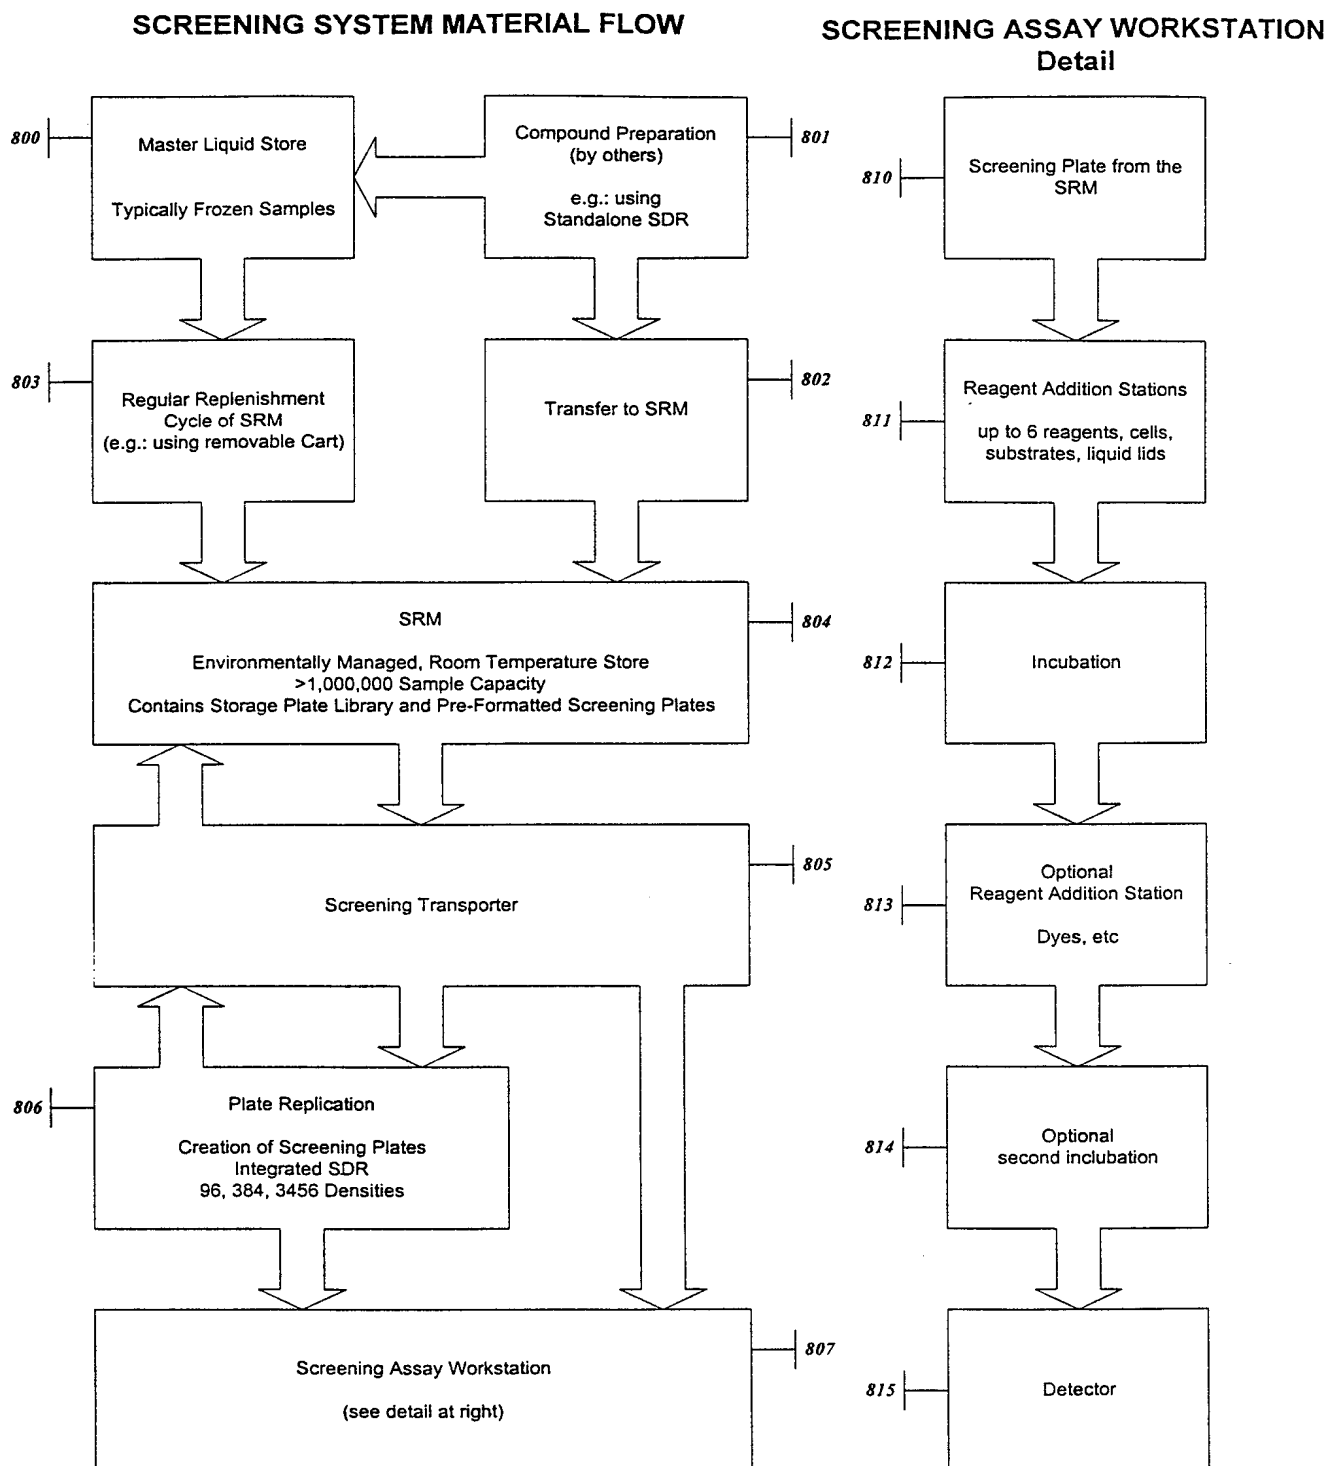 SCREENING SYSTEM MATERIAL FLOW
SCREENING ASSAY WORKSTATION
Detail
800
Master Liquid Store
Typically Frozen Samples
Compound Preparation
(by others)
e.g.: using
Standalone SDR
801
803
Regular Replenishment
Cycle of SRM
(e.g.: using removable Cart)
Transfer to SRM
802
SRM
Environmentally Managed, Room Temperature Store
>1,000,000 Sample Capacity
Contains Storage Plate Library and Pre-Formatted Screening Plates
804
Screening Transporter
805
806
Plate Replication
Creation of Screening Plates
Integrated SDR
96, 384, 3456 Densities
Screening Assay Workstation
(see detail at right)
807
810
Screening Plate from the
SRM
811
Reagent Addition Stations
up to 6 reagents, cells,
substrates, liquid lids
812
Incubation
813
Optional
Reagent Addition Station
Dyes, etc
814
Optional
second inclubation
815
Detector